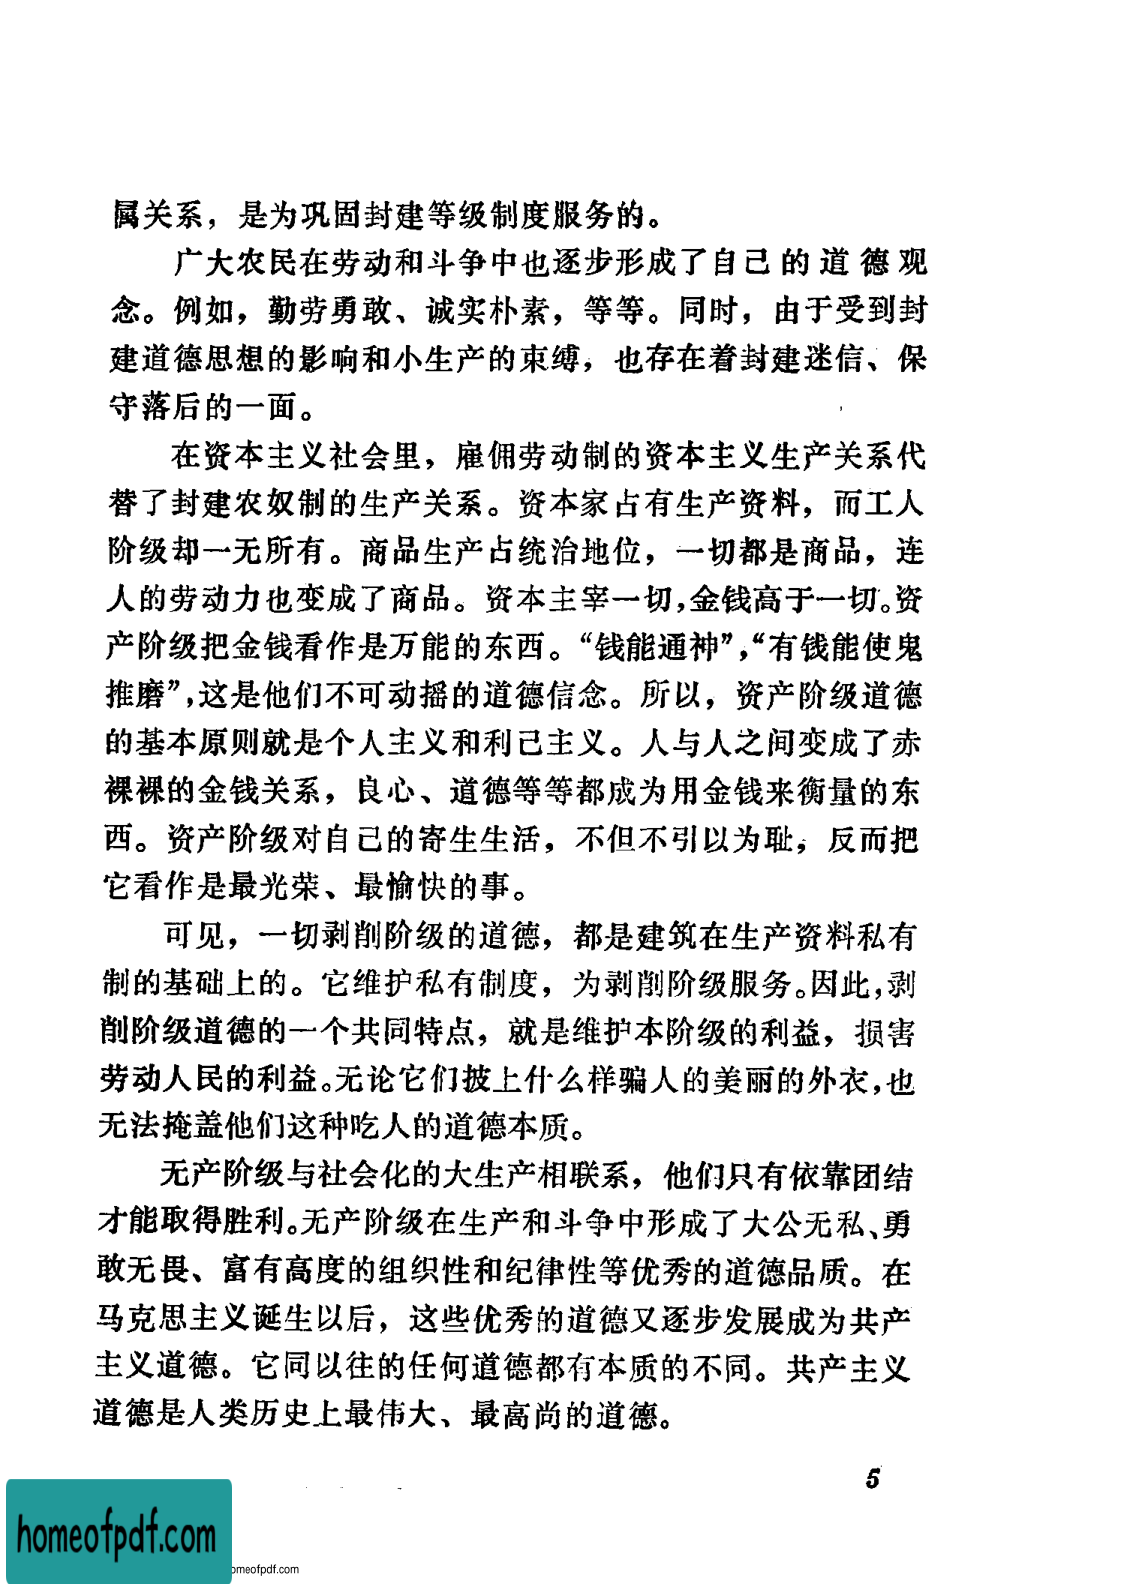 属关系，是为巩固封建等级制度服务的。
广大农民在劳动和斗争中也逐步形成了自己的道德观
念。例如，勤劳勇敢、诚实朴素，等等。同时，由于受到封
建道德思想的影响和小生产的束缚，也存在着封建迷信、保
守落后的一面。
在资本主义社会里，雇佣劳动制的资本主义生产关系代
替了封建农奴制的生产关系。资本家占有生产资料，而工人
阶级却一无所有。商品生产占统治地位，一切都是商品，连
人的劳动力也变成了商品。资本主宰一切，金钱高于一切。资
产阶级把金钱看作是万能的东西。“钱能通神”，“有钱能使鬼
推磨”，这是他们不可动摇的道德信念。所以，资产阶级道德
的基本原则就是个人主义和利己主义。人与人之间变成了赤
裸裸的金钱关系，良心、道德等等都成为用金钱来衡量的东
西。资产阶级对自己的寄生生活，不但不引以为耻，反而把
它看作是最光荣、最愉快的事。
可见，一切剥削阶级的道德，都是建筑在生产资料私有
制的基础上的。它维护私有制度，为剥削阶级服务。因此，剥
削阶级道德的一个共同特点，就是维护本阶级的利益，损害
劳动人民的利益。无论它们披上什么样骗人的美丽的外衣，也
无法掩盖他们这种吃人的道德本质。
无产阶级与社会化的大生产相联系，他们只有依靠团结
才能取得胜利。无产阶级在生产和斗争中形成了大公无私、勇
敢无畏、富有高度的组织性和纪律性等优秀的道德品质。在
马克思主义诞生以后，这些优秀的道德又逐步发展成为共产
主义道德。它同以往的任何道德都有本质的不同。共产主义
道德是人类历史上最伟大、最高尚的道德。
5
homeofpdf.com
omeofpdf.com